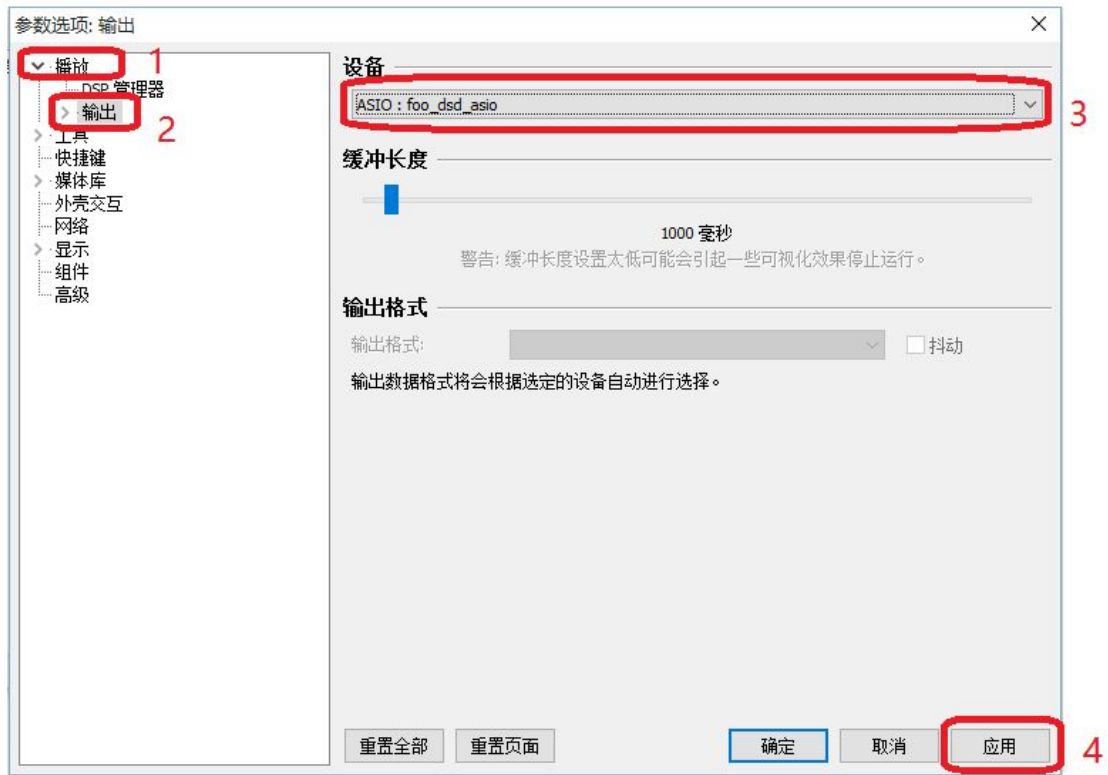 参数选项: 输出
播放
1
DSP 管理器
输出
2
工具
快捷键
媒体库
外壳交互
网络
显示
组件
高级
设备
ASIO : foo_dsd_asio
3
缓冲长度
1000 毫秒
警告: 缓冲长度设置太低可能会引起一些可视化效果停止运行。
输出格式
输出格式:
抖动
输出数据格式将会根据选定的设备自动进行选择。
重置全部 重置页面 确定 取消 应用 4